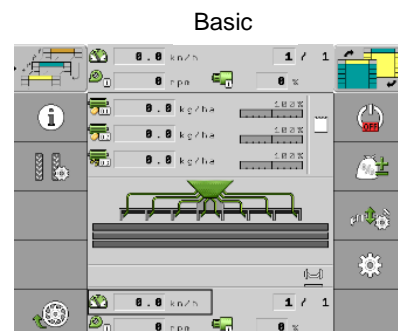 Basic
0.0 km/h 1 / 1
0 rpm 0 %
0.0 kg/ha 100%
0.0 kg/ha
0.0 kg/ha 100%
OFF
0.0 km/h 1 / 1
0 rpm 0 %